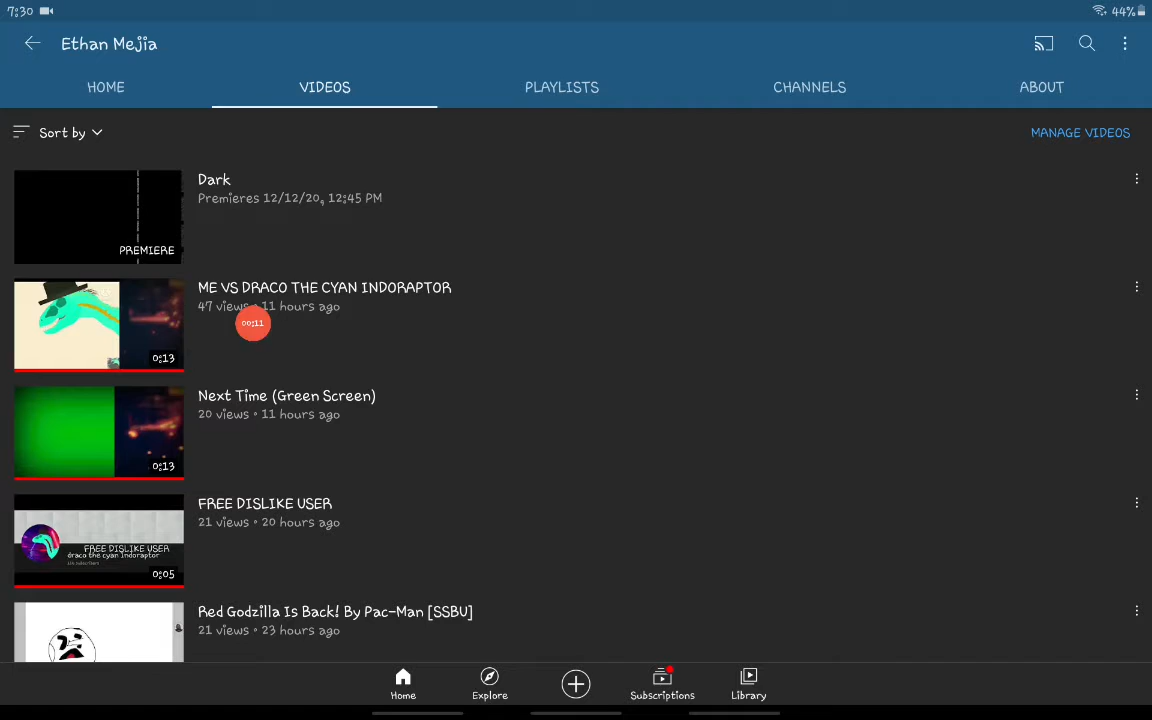 7:30
44%
Ethan Mejia
HOME VIDEOS PLAYLISTS CHANNELS ABOUT
Sort by
MANAGE VIDEOS
Dark
Premieres 12/12/20, 12:45 PM
PREMIERE
ME VS DRACO THE CYAN INDORAPTOR
47 views • 11 hours ago
00:11
0:13
Next Time (Green Screen)
20 views • 11 hours ago
0:13
FREE DISLIKE USER
21 views • 20 hours ago
FREE DISLIKE USER
draco the cyan Indoraptor
0:05
Red Godzilla Is Back! By Pac-Man [SSBU]
21 views • 23 hours ago
Home Explore Subscriptions Library